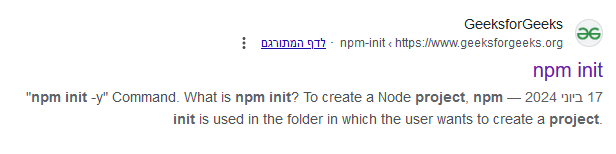 GeeksforGeeks
https://www.geeksforgeeks.org › npm-init · לדף המתורגם
npm init
17 ביוני 2024 — "npm init -y" Command. What is npm init? To create a Node project, npm
init is used in the folder in which the user wants to create a project.